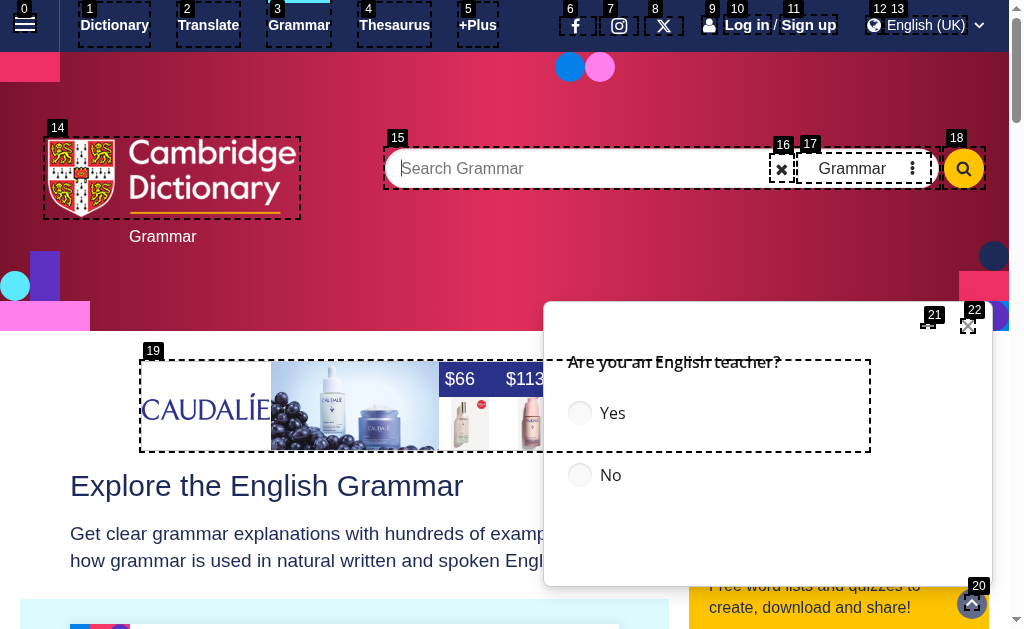 Dictionary Translate Grammar Thesaurus +Plus Log in / Sign up English (UK)
0 1 2 3 4 5 6 7 8 9 10 11 12 13
14 15 16 17 18
Cambridge
Dictionary
Grammar
Search Grammar
Grammar
19 20 21 22
CAUDALÍE
$66 $113
Are you an English teacher?
Yes
No
Explore the English Grammar
Get clear grammar explanations with hundreds of examp
how grammar is used in natural written and spoken Engl
Free word lists and quizzes to
create, download and share!